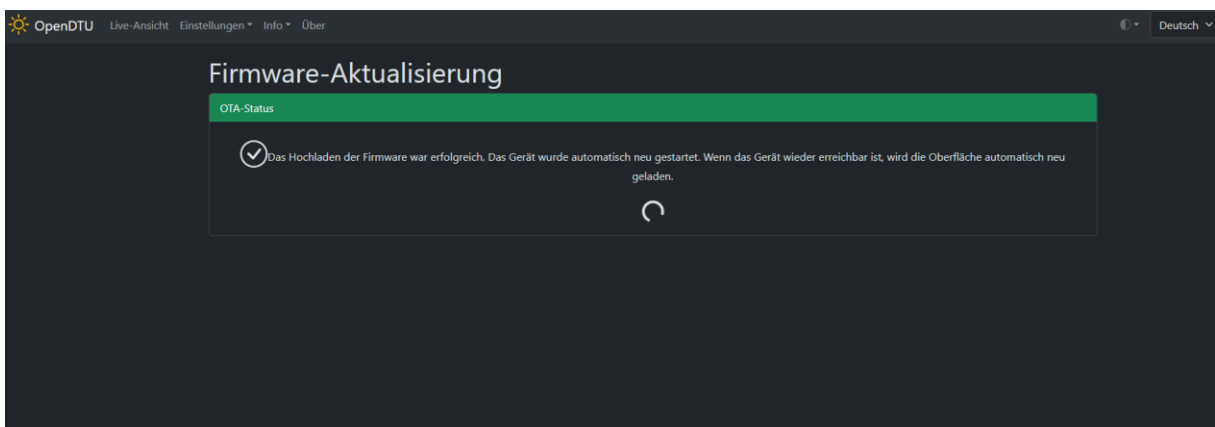 OpenDTU Live-Ansicht Einstellungen Info Über Deutsch
Firmware-Aktualisierung
OTA-Status
Das Hochladen der Firmware war erfolgreich. Das Gerät wurde automatisch neu gestartet. Wenn das Gerät wieder erreichbar ist, wird die Oberfläche automatisch neu
geladen.